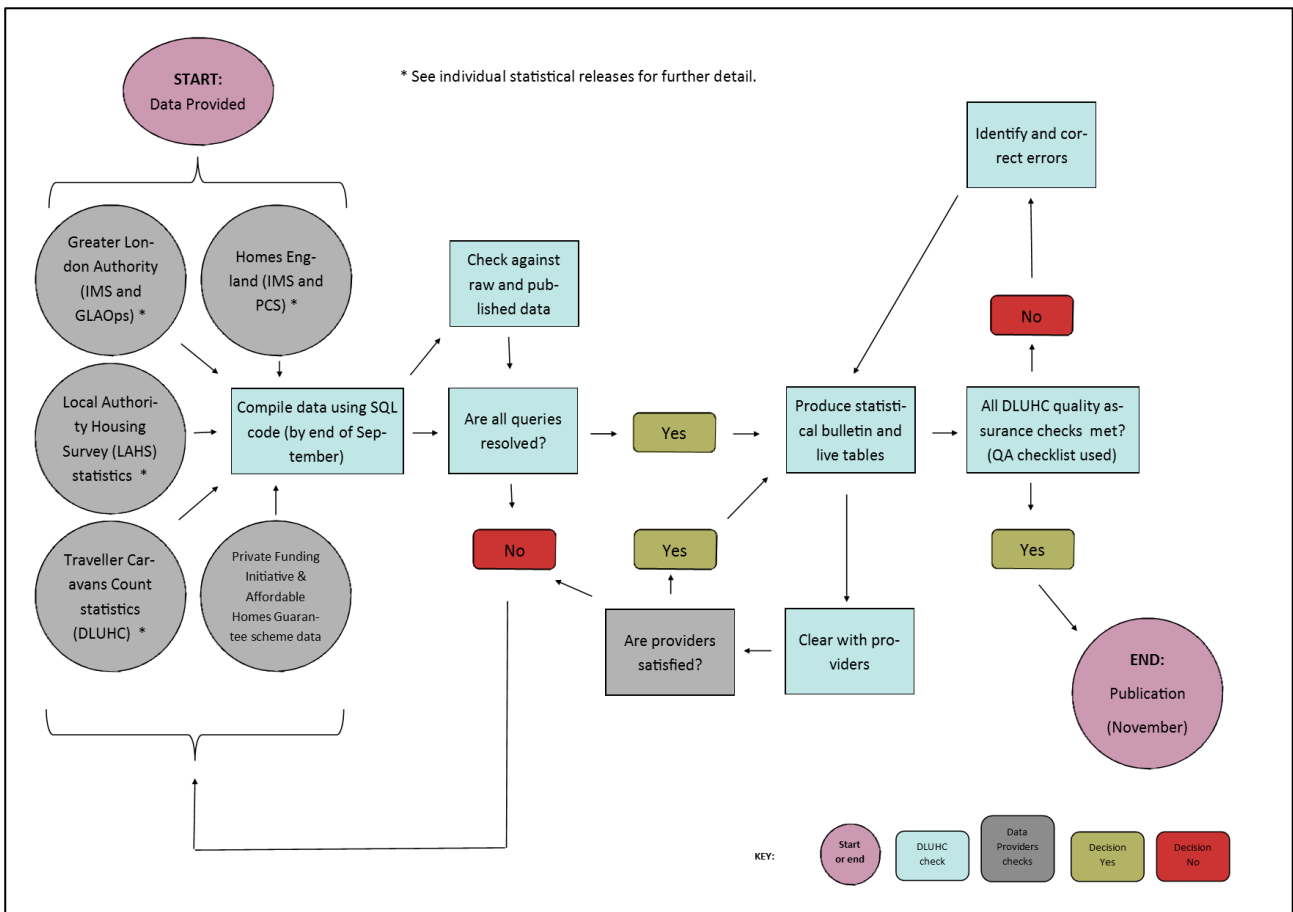 START:
Data Provided
* See individual statistical releases for further detail.
Greater Lon-
don Authority
(IMS and
GLAOps) *
Homes Eng-
land (IMS and
PCS) *
Local Authori-
ty Housing
Survey (LAHS)
statistics *
Traveller Car-
avans Count
statistics
(DLUHC) *
Private Funding
Initiative &
Affordable
Homes Guaran-
tee scheme data
Compile data using SQL
code (by end of Sep-
tember)
Check against
raw and pub-
lished data
Are all queries
resolved?
Yes
No
Yes
Are providers
satisfied?
Clear with pro-
viders
Produce statisti-
cal bulletin and
live tables
Identify and cor-
rect errors
No
All DLUHC quality as-
surance checks met?
(QA checklist used)
Yes
END:
Publication
(November)
KEY:
Start
or end
DLUHC
check
Data
Providers
checks
Decision
Yes
Decision
No